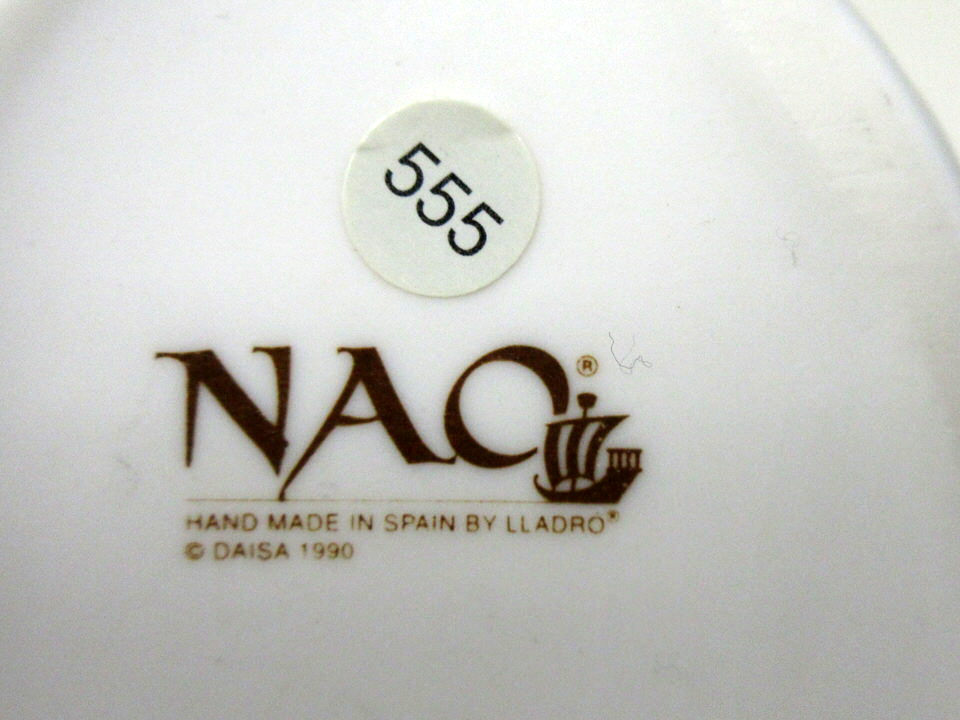 555
NAO®
HAND MADE IN SPAIN BY LLADRO®
© DAISA 1990